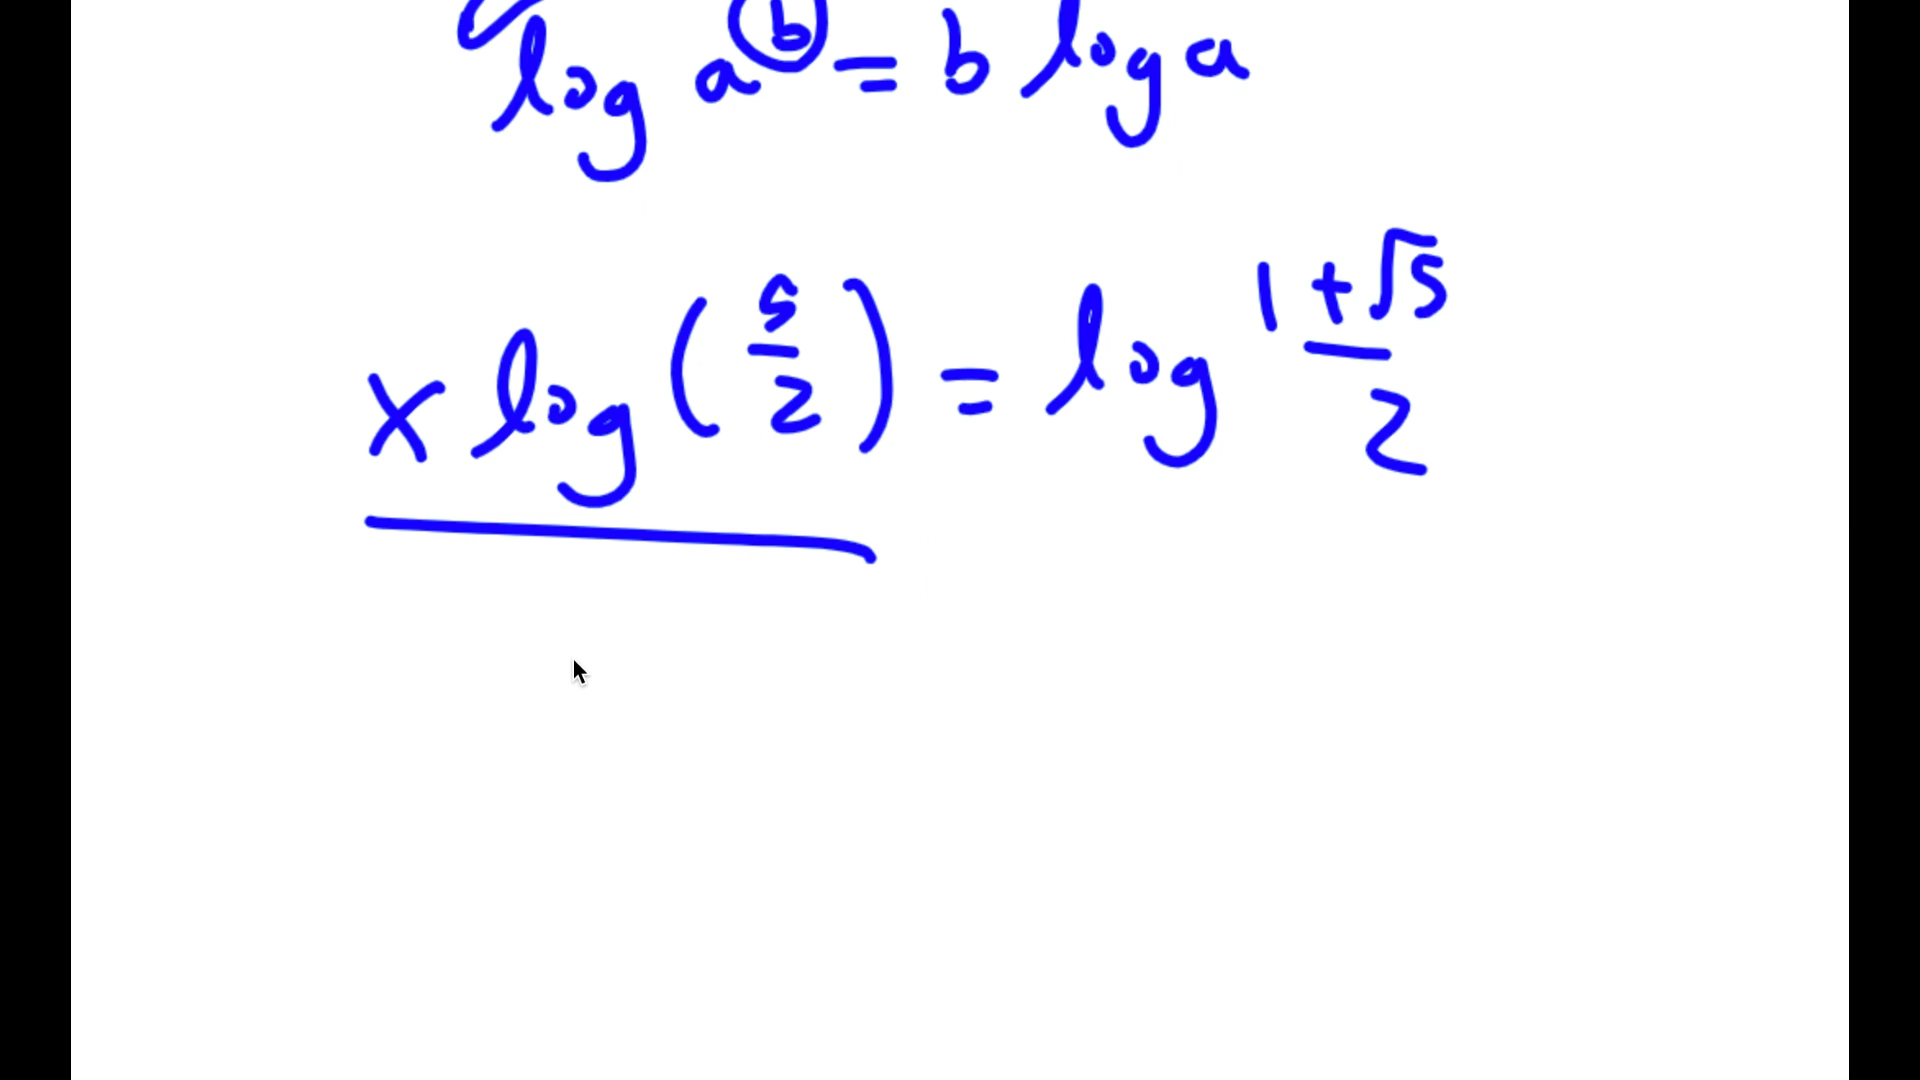 log a^b = b log a
x log (5/2) = log (1+√5)/2